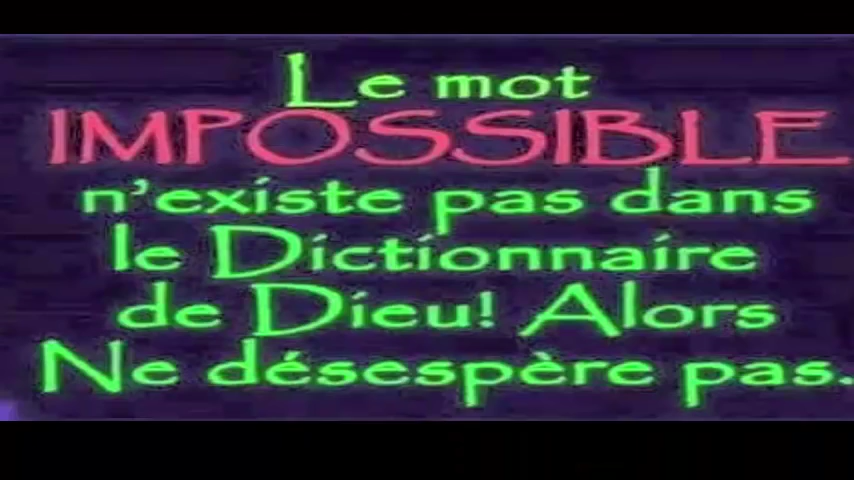 Le mot
IMPOSSIBLE
n'existe pas dans
le Dictionnaire
de Dieu! Alors
Ne désespère pas.